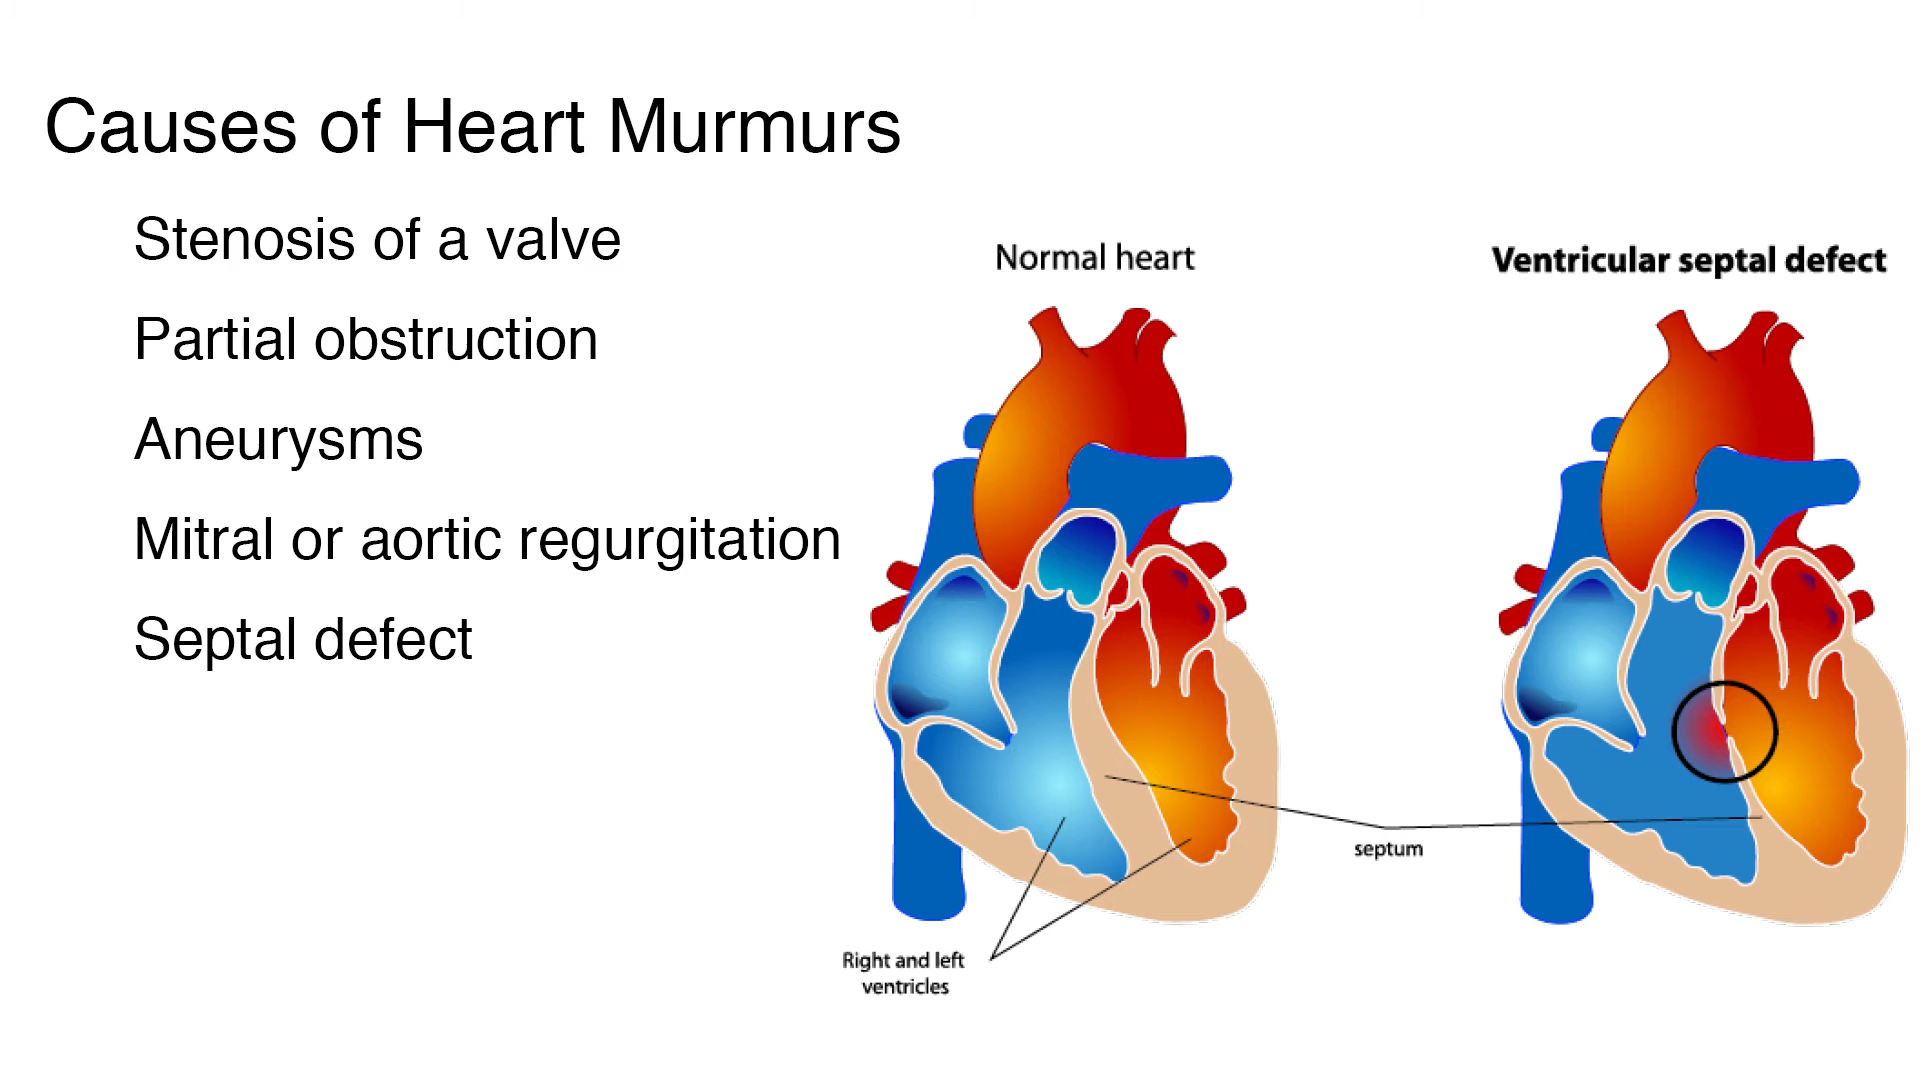 Causes of Heart Murmurs
Stenosis of a valve
Partial obstruction
Aneurysms
Mitral or aortic regurgitation
Septal defect
Normal heart
Ventricular septal defect
septum
Right and left
ventricles